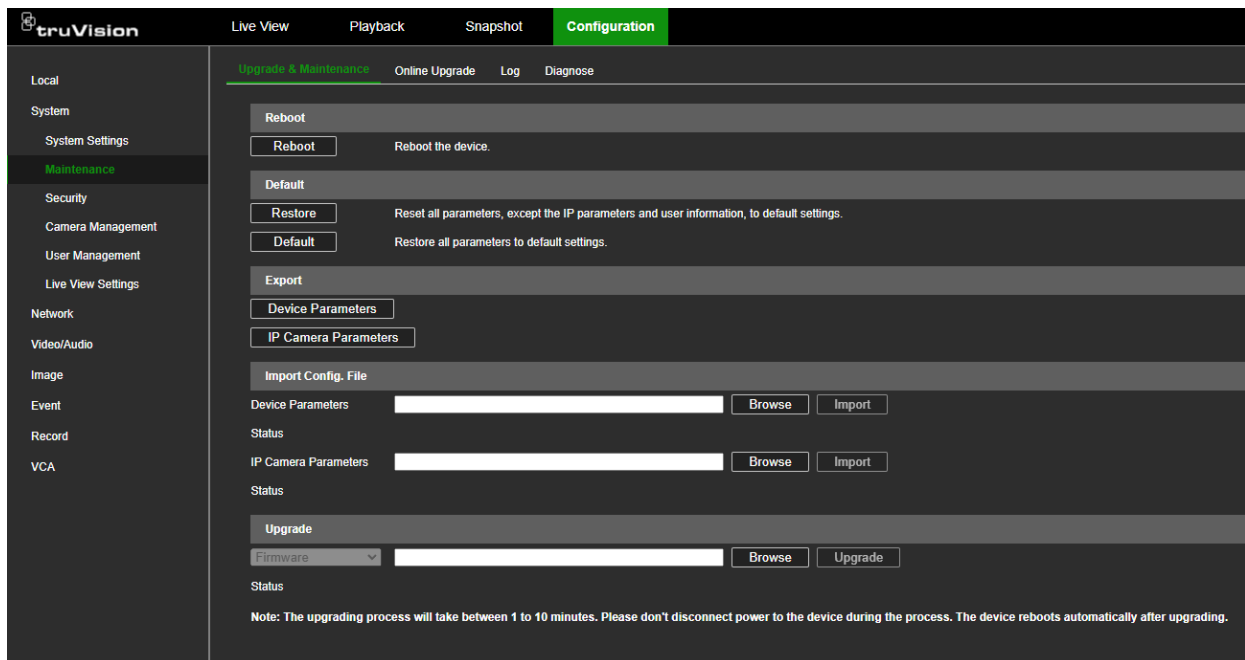 truVision
Live View Playback Snapshot Configuration
Local
System
System Settings
Maintenance
Security
Camera Management
User Management
Live View Settings
Network
Video/Audio
Image
Event
Record
VCA
Upgrade & Maintenance Online Upgrade Log Diagnose
Reboot
Reboot Reboot the device.
Default
Restore Reset all parameters, except the IP parameters and user information, to default settings.
Default Restore all parameters to default settings.
Export
Device Parameters
IP Camera Parameters
Import Config. File
Device Parameters Browse Import
Status
IP Camera Parameters Browse Import
Status
Upgrade
Firmware Browse Upgrade
Status
Note: The upgrading process will take between 1 to 10 minutes. Please don't disconnect power to the device during the process. The device reboots automatically after upgrading.